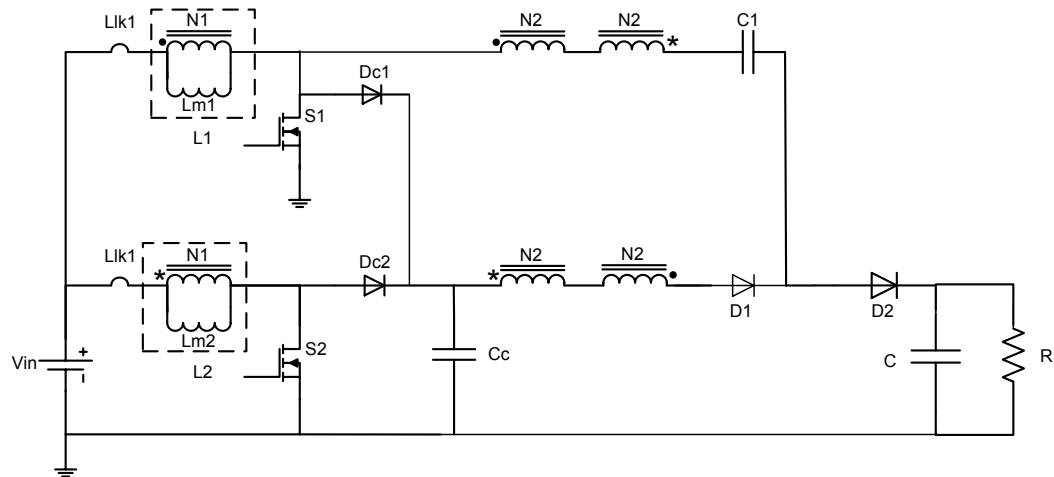 Llk1
N1
N2
N2
C1
*
Dc1
Lm1
S1
L1
Llk1
N1
Dc2
N2
N2
*
*
D1
D2
Lm2
S2
Cc
Vin
+
-
L2
C
R